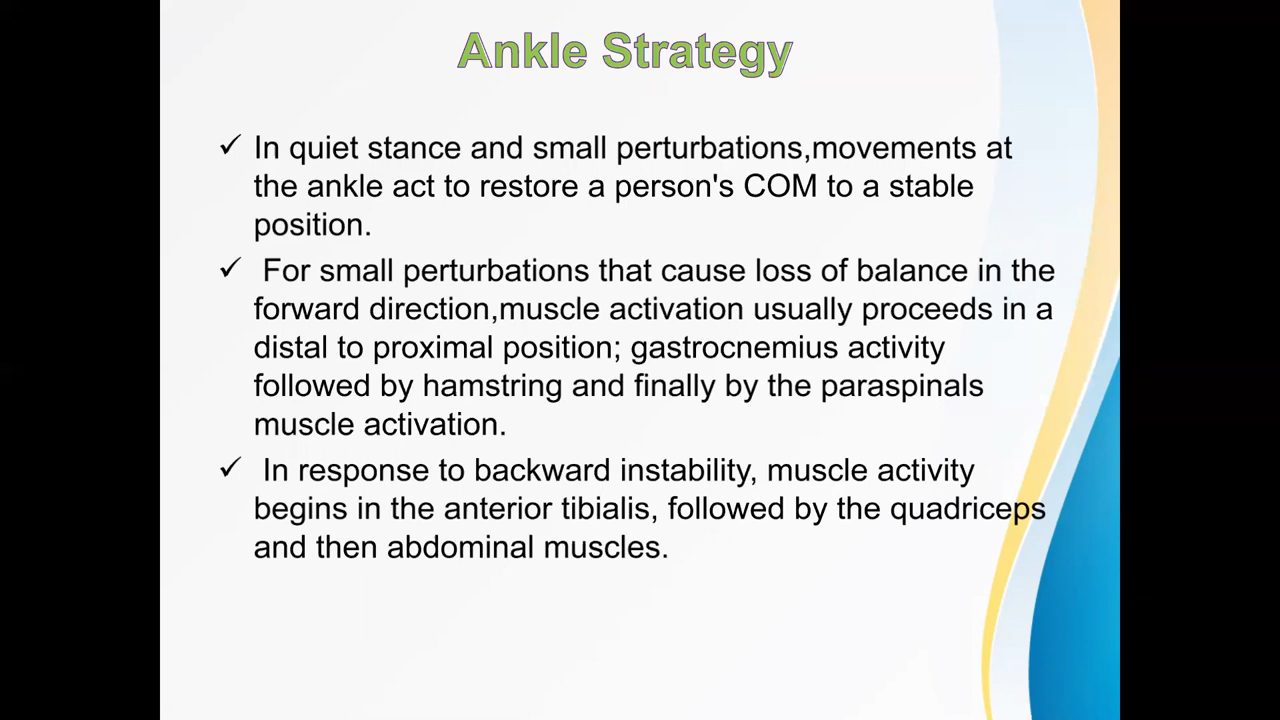 Ankle Strategy
✓ In quiet stance and small perturbations,movements at
the ankle act to restore a person's COM to a stable
position.
✓ For small perturbations that cause loss of balance in the
forward direction,muscle activation usually proceeds in a
distal to proximal position; gastrocnemius activity
followed by hamstring and finally by the paraspinals
muscle activation.
✓ In response to backward instability, muscle activity
begins in the anterior tibialis, followed by the quadriceps
and then abdominal muscles.